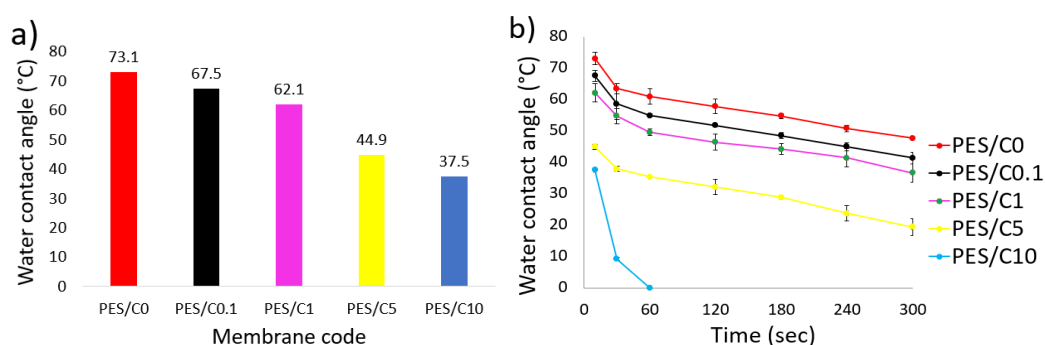 a)
Water contact angle (°C)
80
70
60
50
40
30
20
10
0
73.1
67.5
62.1
44.9
37.5
PES/C0 PES/C0.1 PES/C1 PES/C5 PES/C10
Membrane code
b)
Water contact angle (°C)
80
70
60
50
40
30
20
10
0
0 60 120 180 240 300
Time (sec)
PES/C0
PES/C0.1
PES/C1
PES/C5
PES/C10